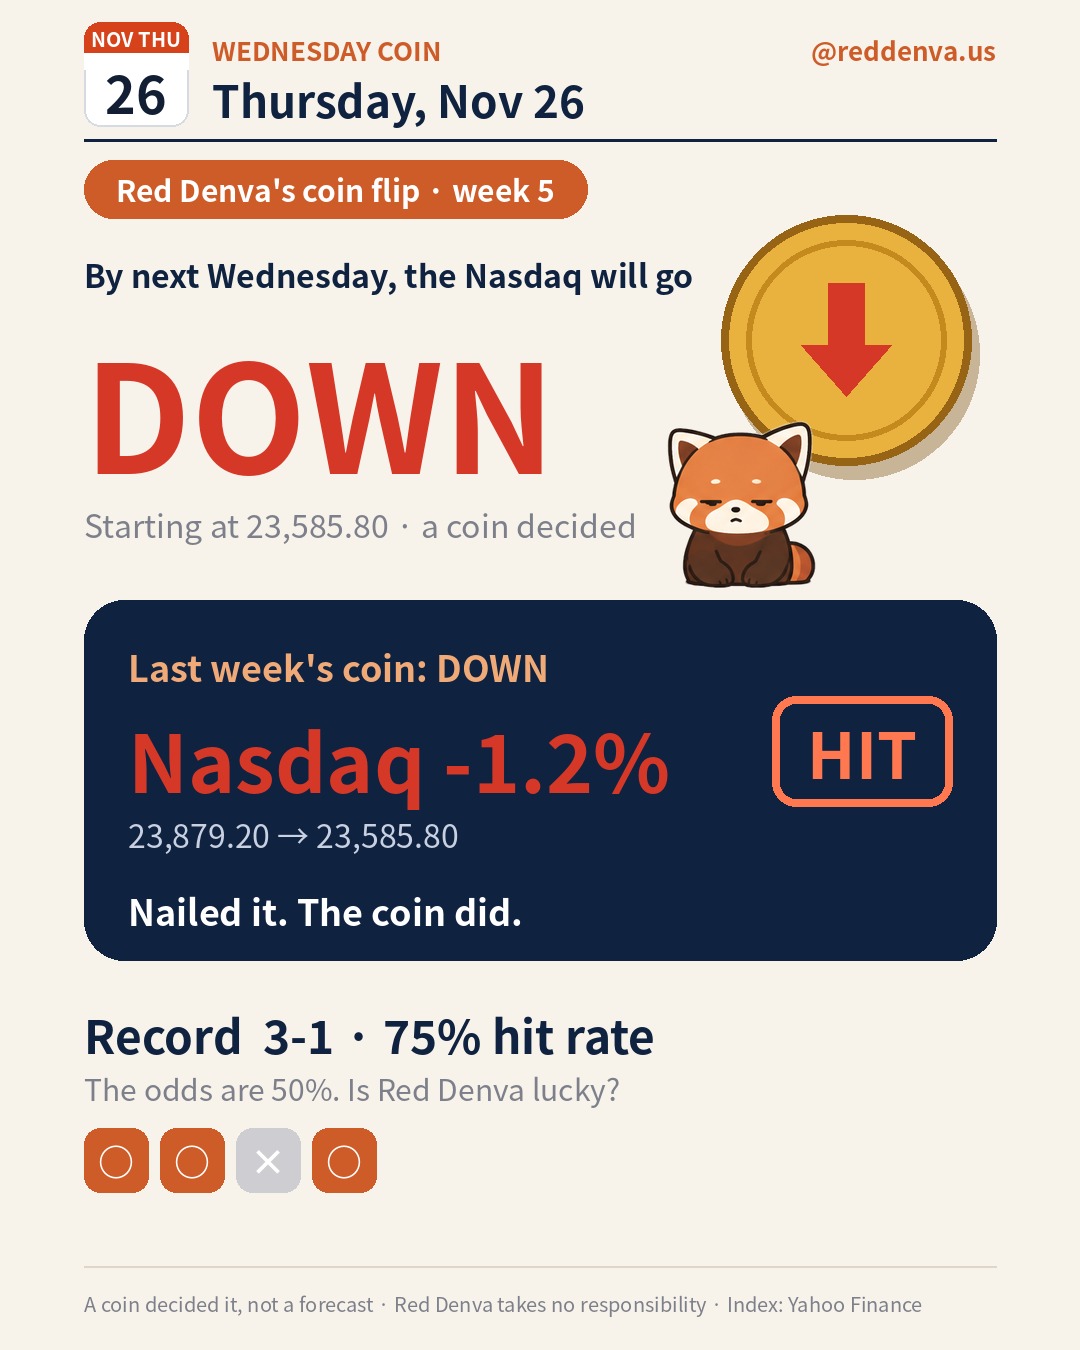 NOV THU
26
WEDNESDAY COIN
Thursday, Nov 26
@reddenva.us
Red Denva's coin flip · week 5
By next Wednesday, the Nasdaq will go
DOWN
Starting at 23,585.80 · a coin decided
Last week's coin: DOWN
Nasdaq -1.2%
HIT
23,879.20 → 23,585.80
Nailed it. The coin did.
Record 3-1 · 75% hit rate
The odds are 50%. Is Red Denva lucky?
○ ○ × ○
A coin decided it, not a forecast · Red Denva takes no responsibility · Index: Yahoo Finance